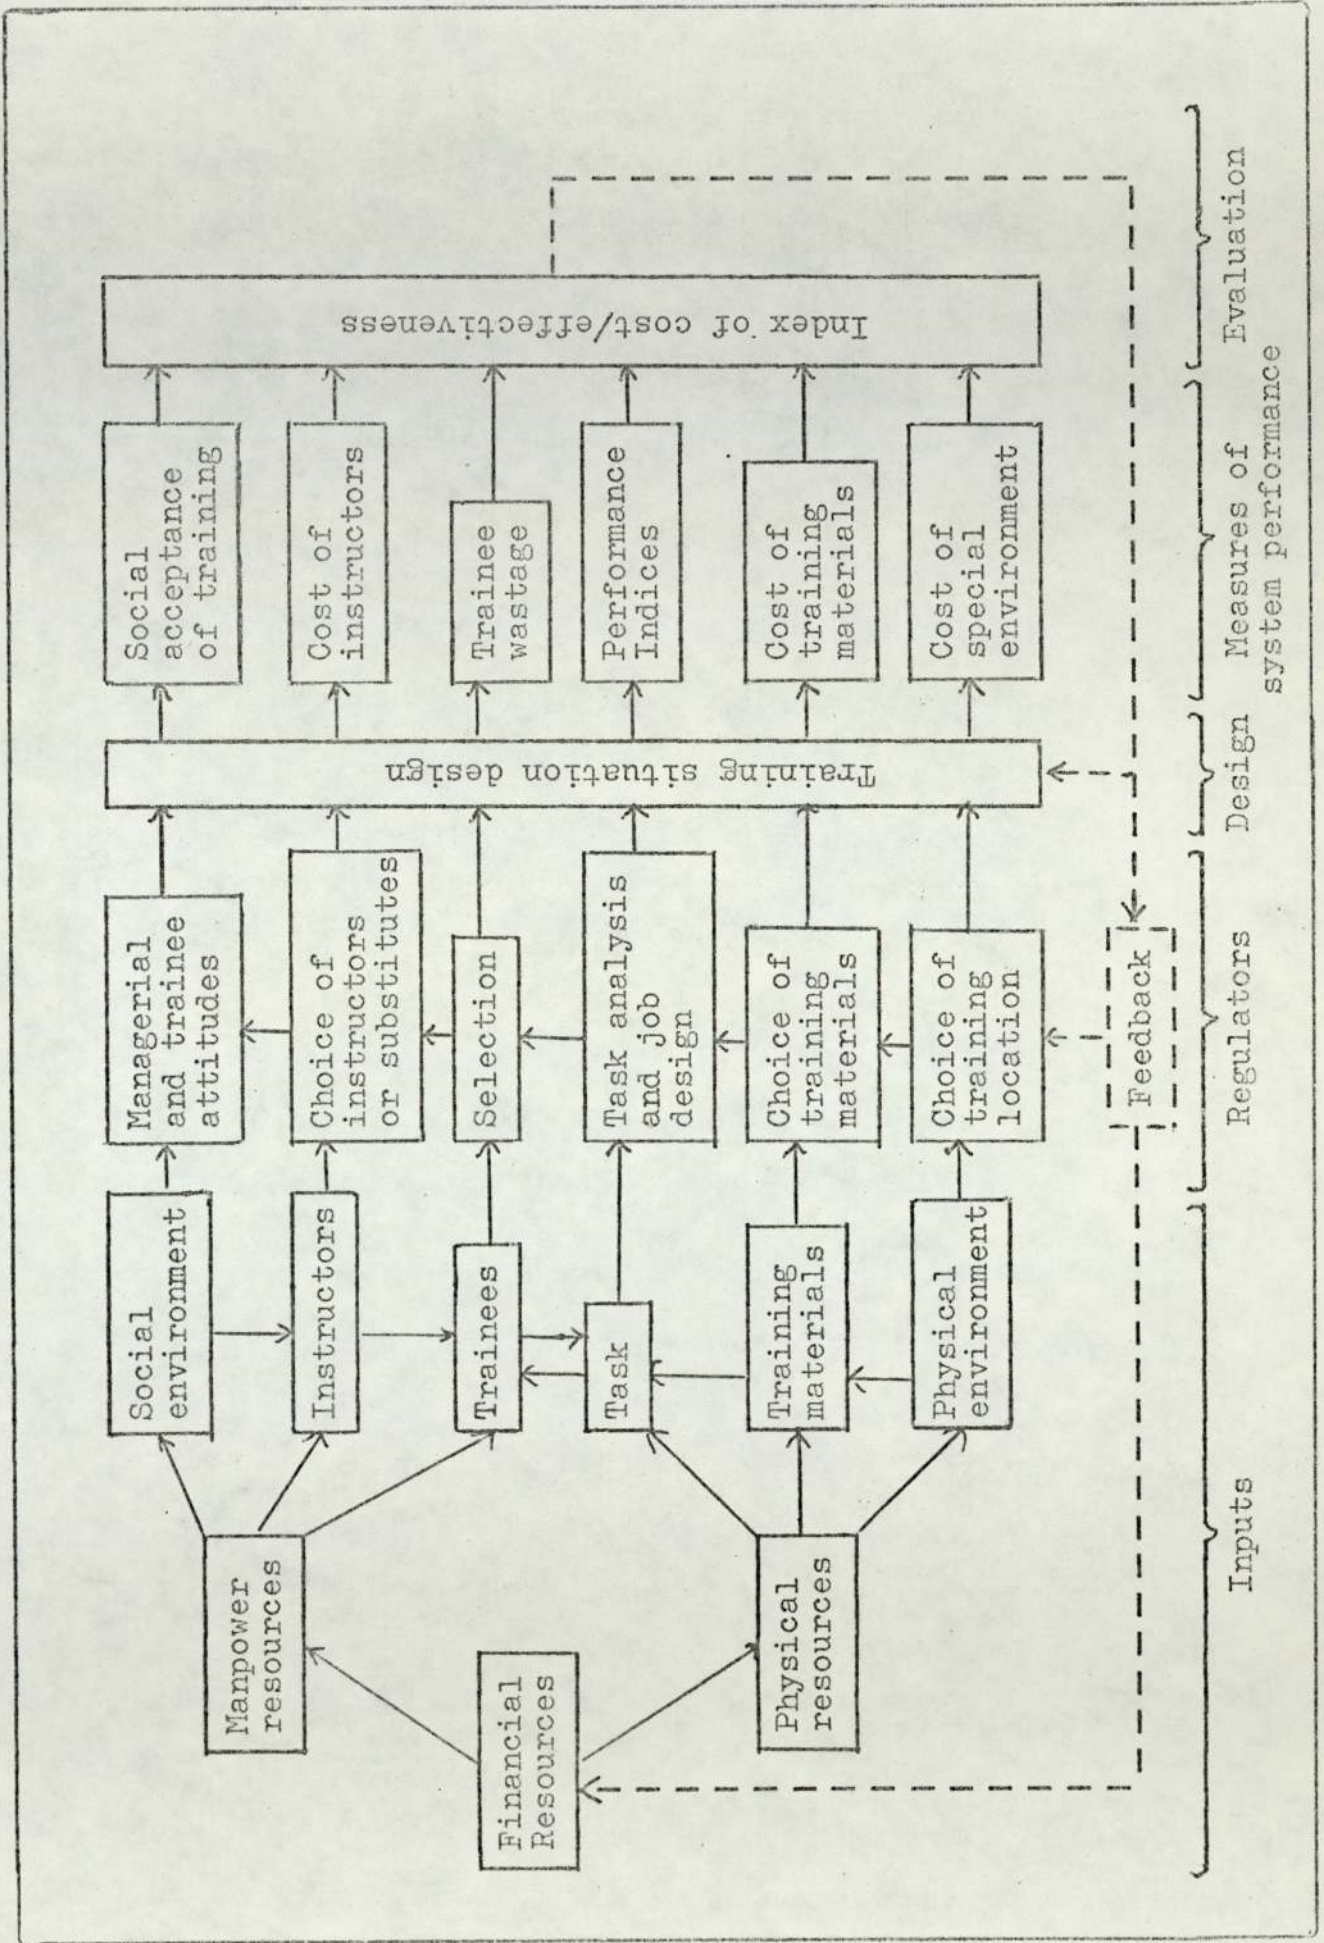 Financial
Resources
Manpower
resources
Physical
resources
Social
environment
Instructors
Trainees
Task
Training
materials
Physical
environment
Managerial
and trainee
attitudes
Choice of
instructors
or substitutes
Selection
Task analysis
and job
design
Choice of
training
materials
Choice of
training
location
Feedback
Training situation design
Social
acceptance
of training
Cost of
instructors
Trainee
wastage
Performance
Indices
Cost of
training
materials
Cost of
special
environment
Index of cost/effectiveness
Inputs
Regulators
Design
Measures of
system performance
Evaluation